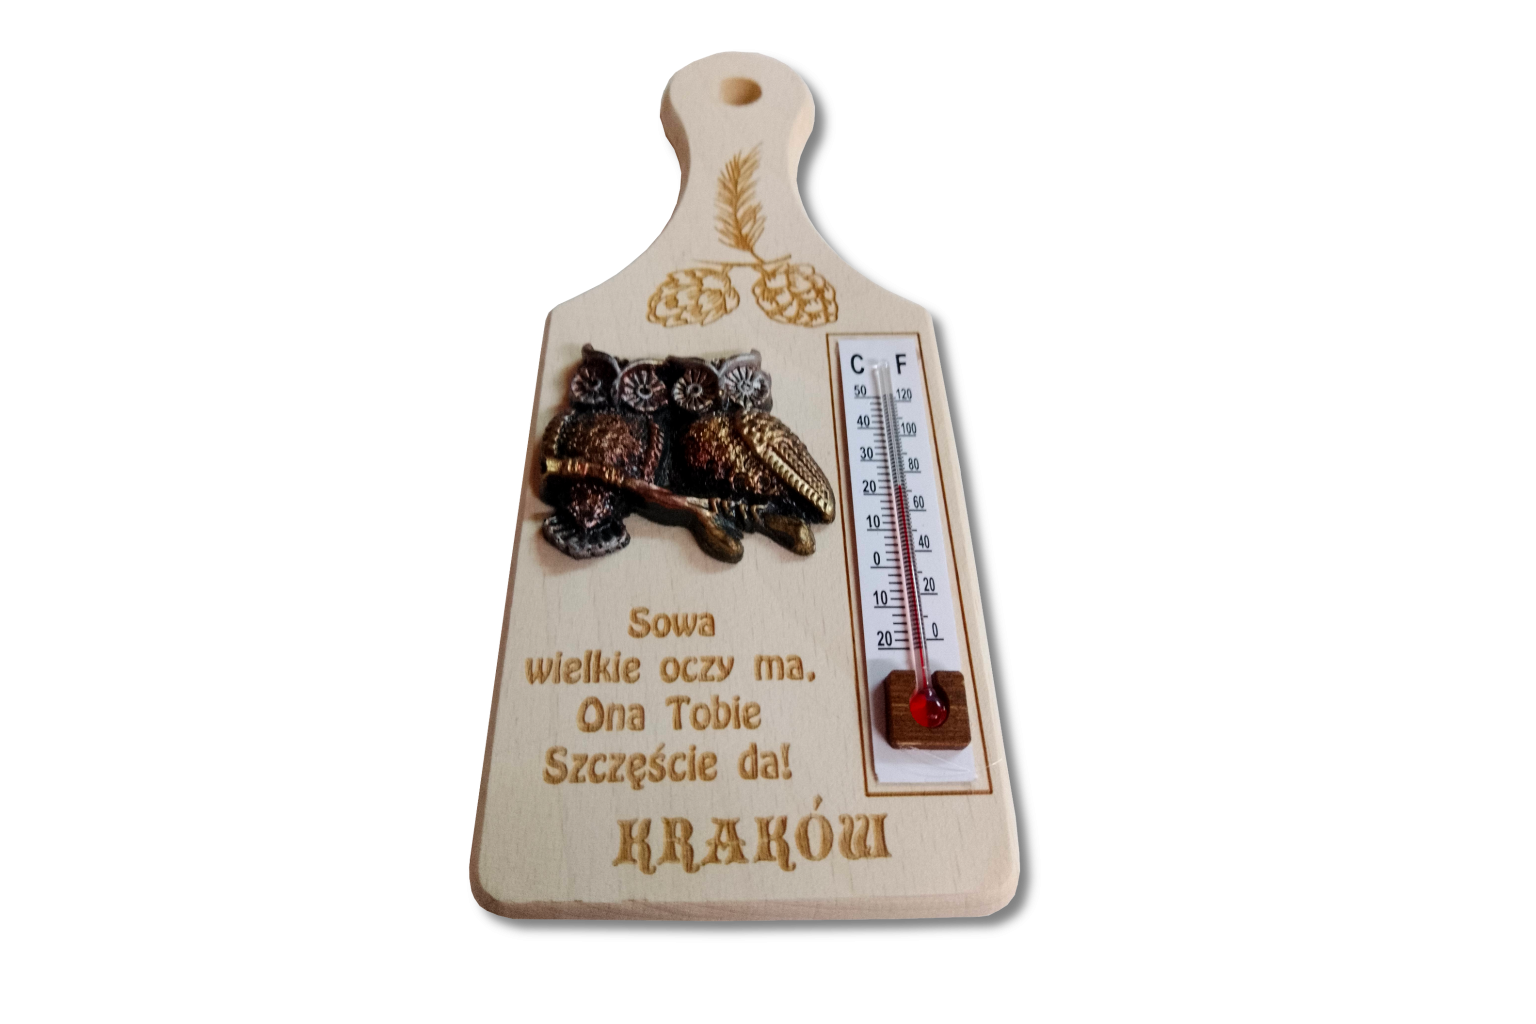 C F
50 120
40 100
30 80
20 60
10 40
0 20
10 0
20
Sowa
wielkie oczy ma,
Ona Tobie
Szczęście da!
KRAKÓW